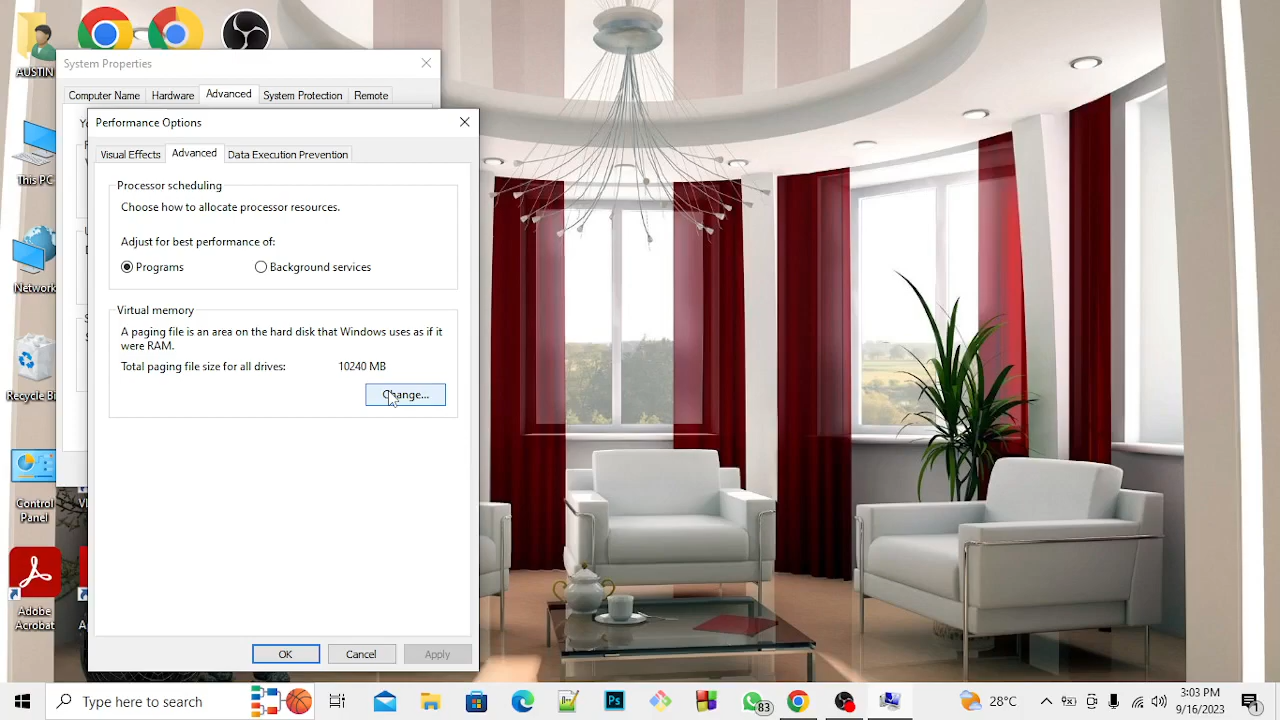 AUSTIN
System Properties
Computer Name
Hardware
Advanced
System Protection
Remote
Performance Options
Visual Effects
Advanced
Data Execution Prevention
Processor scheduling
Choose how to allocate processor resources.
Adjust for best performance of:
Programs
Background services
Virtual memory
A paging file is an area on the hard disk that Windows uses as if it
were RAM.
Total paging file size for all drives:
10240 MB
Change...
OK
Cancel
Apply
This PC
Network
Recycle Bi
Control
Panel
Adobe
Acrobat
Type here to search
Ps
83
28°C
3:03 PM
9/16/2023
1